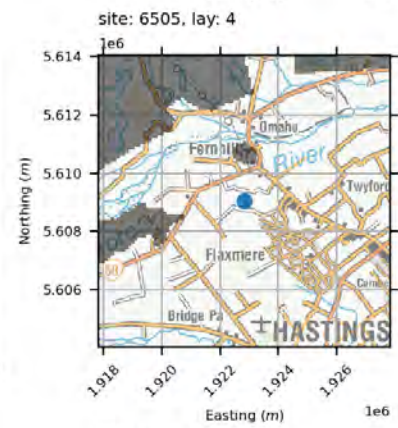 site: 6505, lay: 4
1e6
5.614
5.612
5.610
5.608
5.606
Northing (m)
Omahu
Fernhill
River
Twyford
Flaxmere
50
Bridge Pa
HASTINGS
1.918
1.920
1.922
1.924
1.926
Easting (m)
1e6